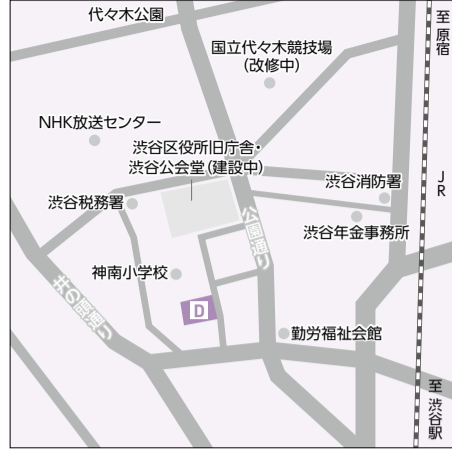 代々木公園
至原宿
国立代々木競技場
(改修中)
NHK放送センター
渋谷区役所旧庁舎・
渋谷公会堂(建設中)
JR
渋谷消防署
渋谷税務署
渋谷年金事務所
公園通り
神南小学校
井の頭通り
D
勤労福祉会館
至 渋谷駅